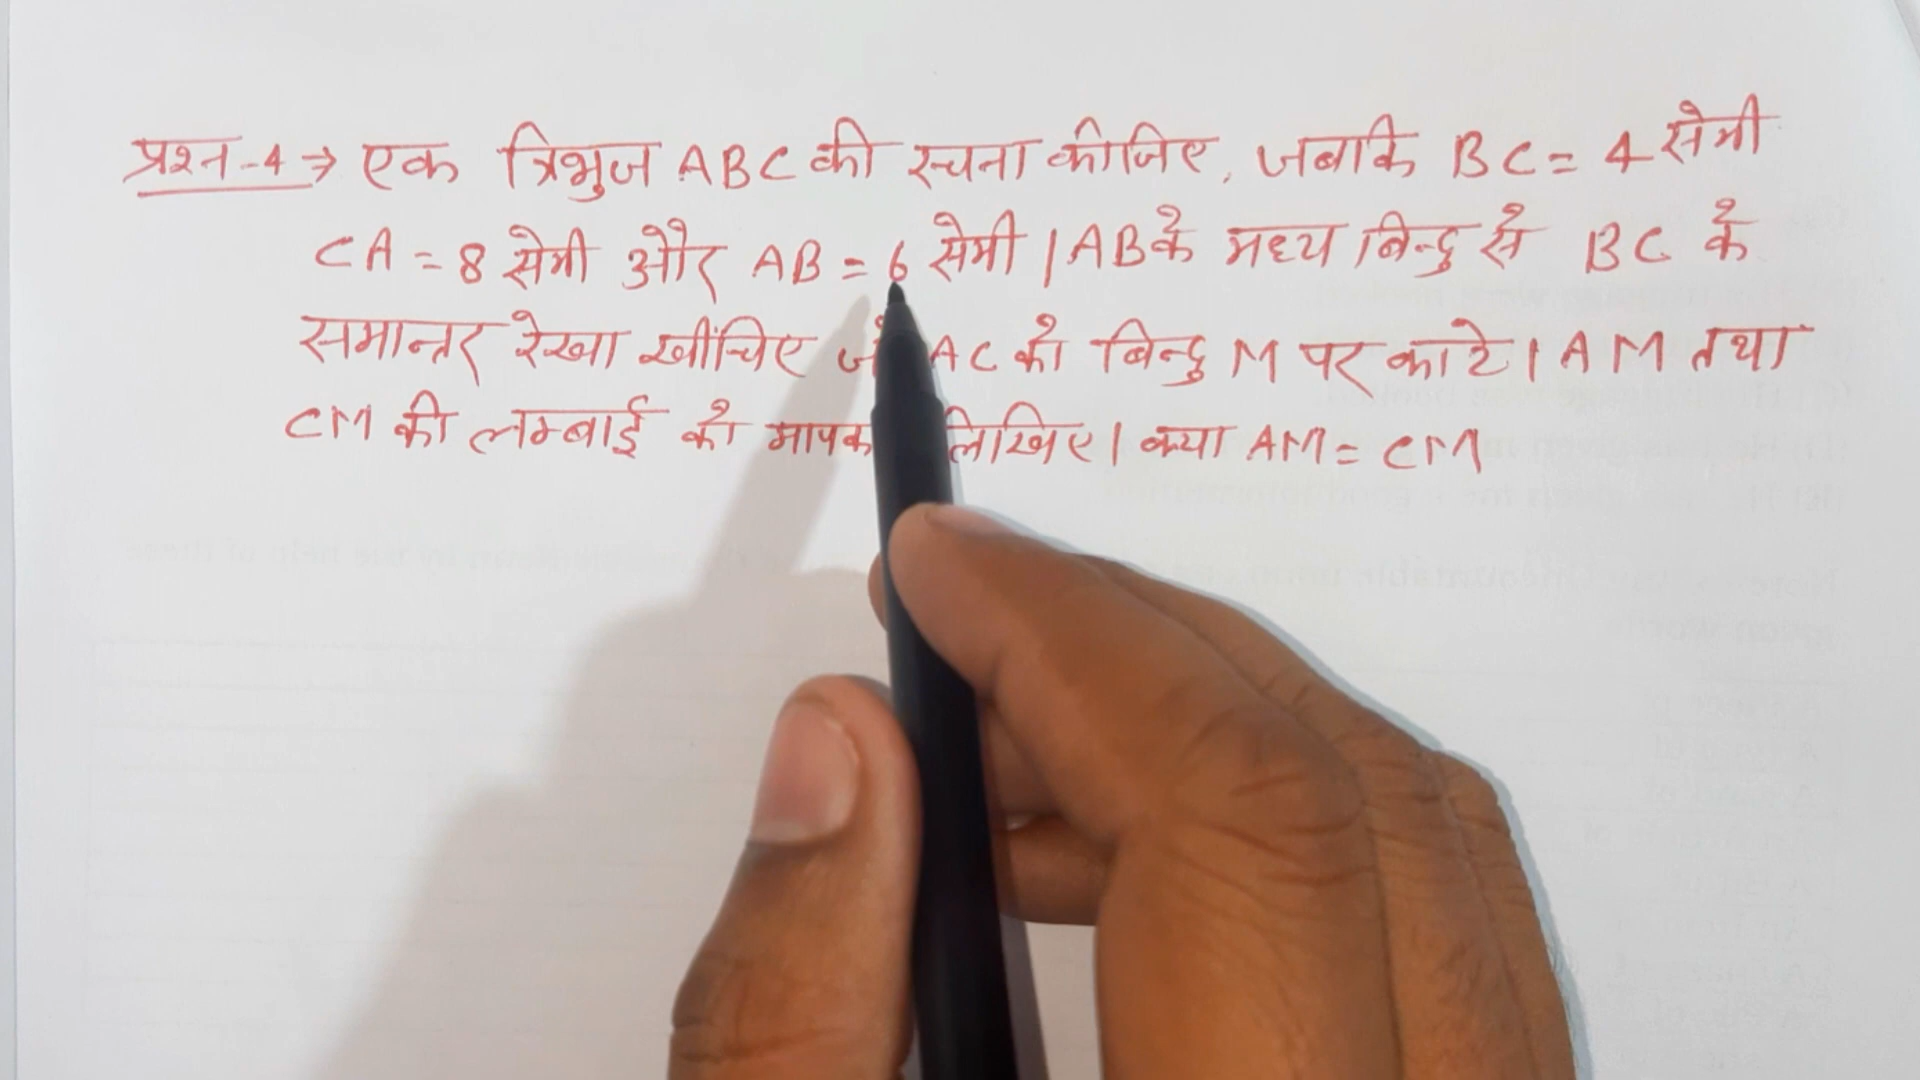 प्रश्न-4→ एक त्रिभुज ABC की रचना कीजिए, जबकि BC = 4 सेमी
CA = 8 सेमी और AB = 6 सेमी | AB के मध्य बिन्दु से BC के
समान्तर रेखा खींचिए AC को बिन्दु M पर काटे। AM तथा
CM की लम्बाई को लिखिए। क्या AM = CM